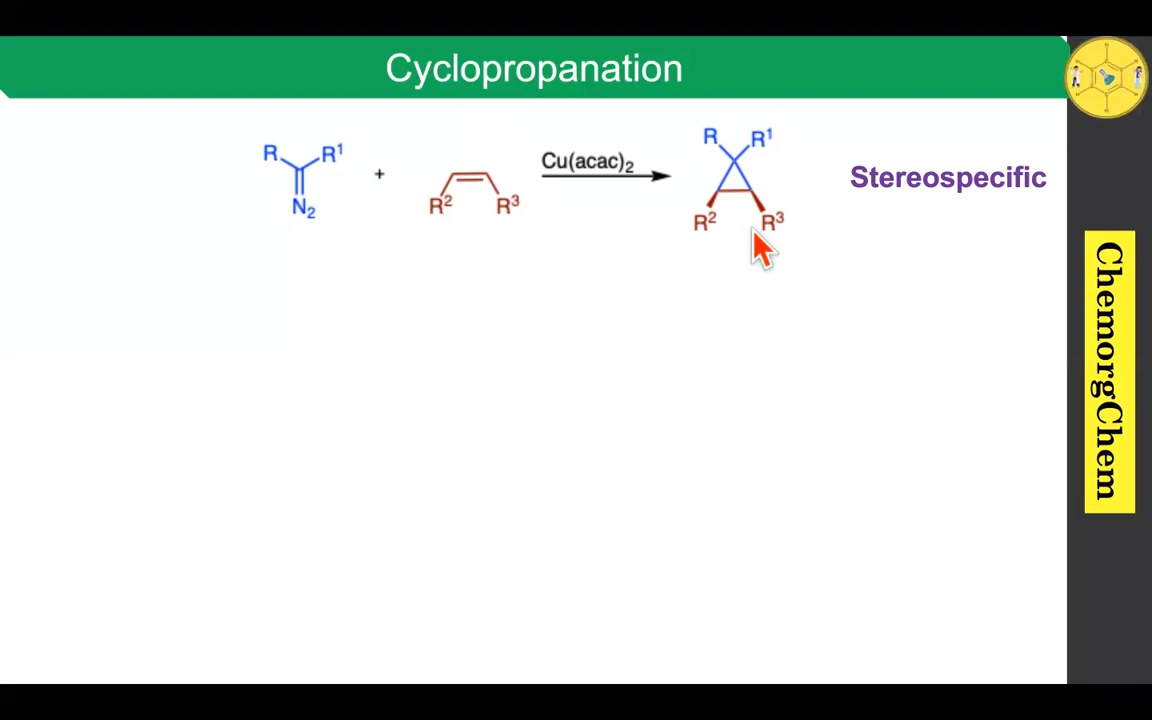 Cyclopropanation
R R¹
N₂
+
R² R³
Cu(acac)₂
R R¹
R² R³
Stereospecific
ChemorgChem